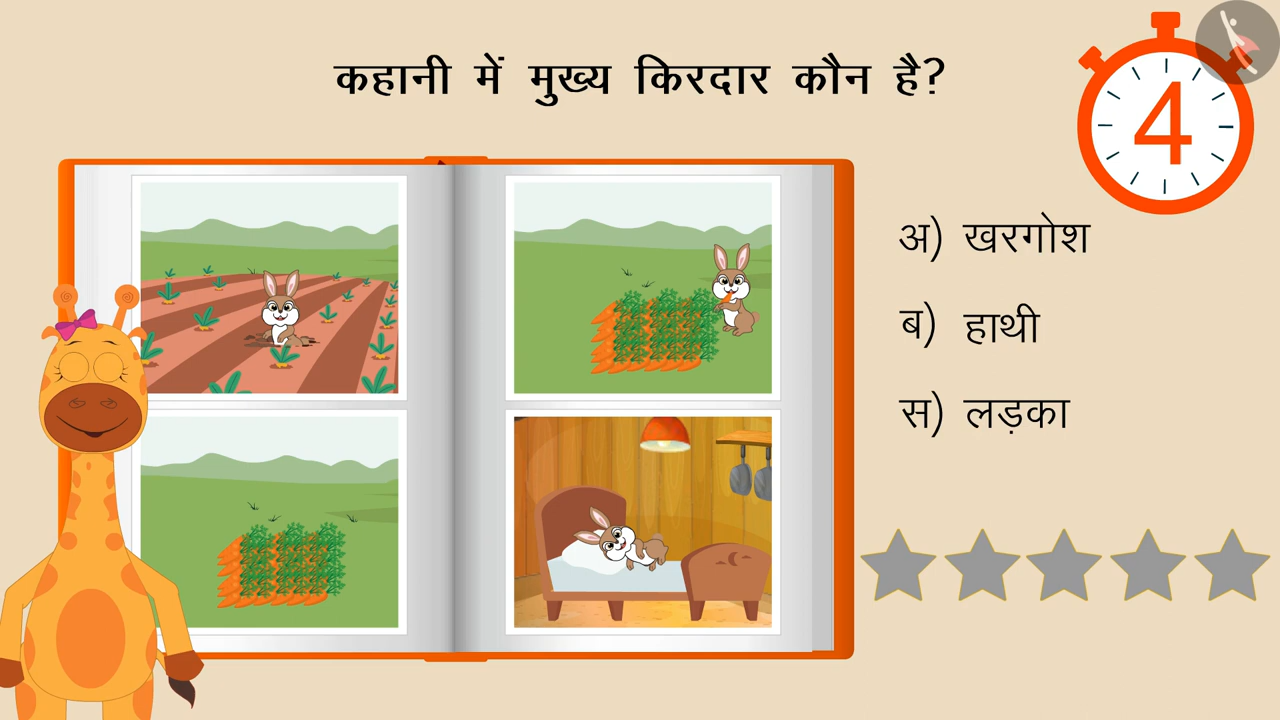 कहानी में मुख्य किरदार कौन है?
4
अ) खरगोश
ब) हाथी
स) लड़का